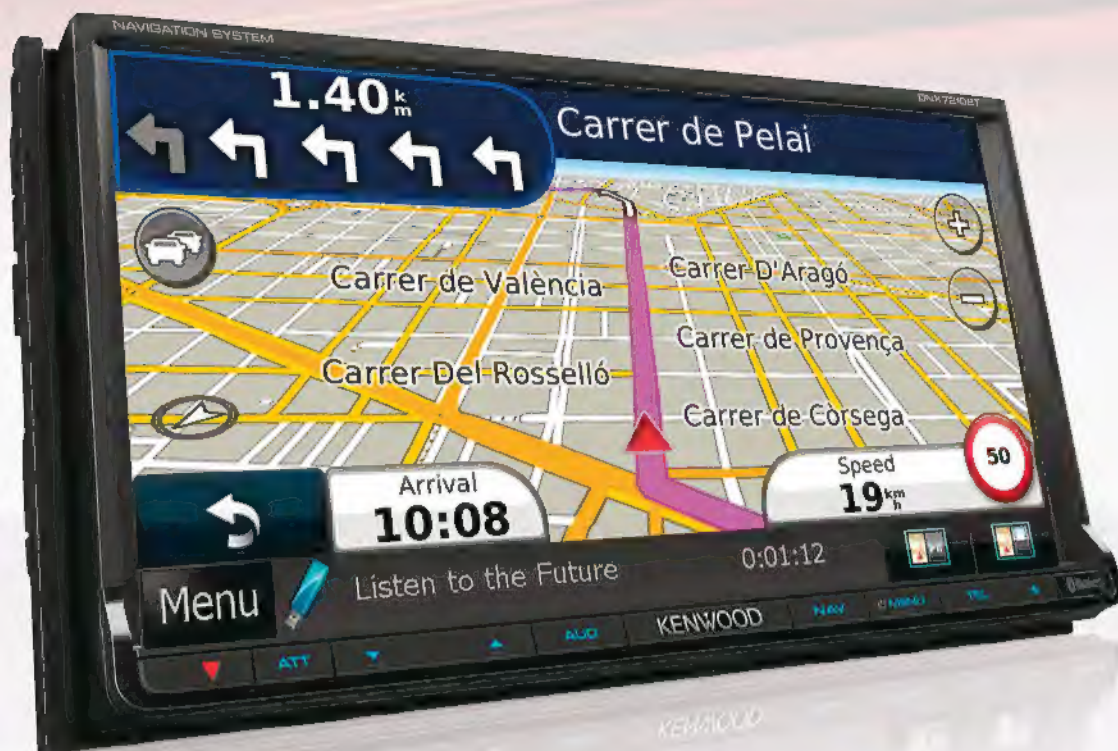 NAVIGATION SYSTEM
DNX7210BT
1.40 km
Carrer de Pelai
Carrer de València
Carrer D'Aragó
Carrer de Provença
Carrer Del Rosselló
Carrer de Còrsega
Arrival
10:08
Speed
19 km h
50
Menu
Listen to the Future
0:01:12
ATT
AUD
KENWOOD
NAV
MENU
TEL
KENWOOD